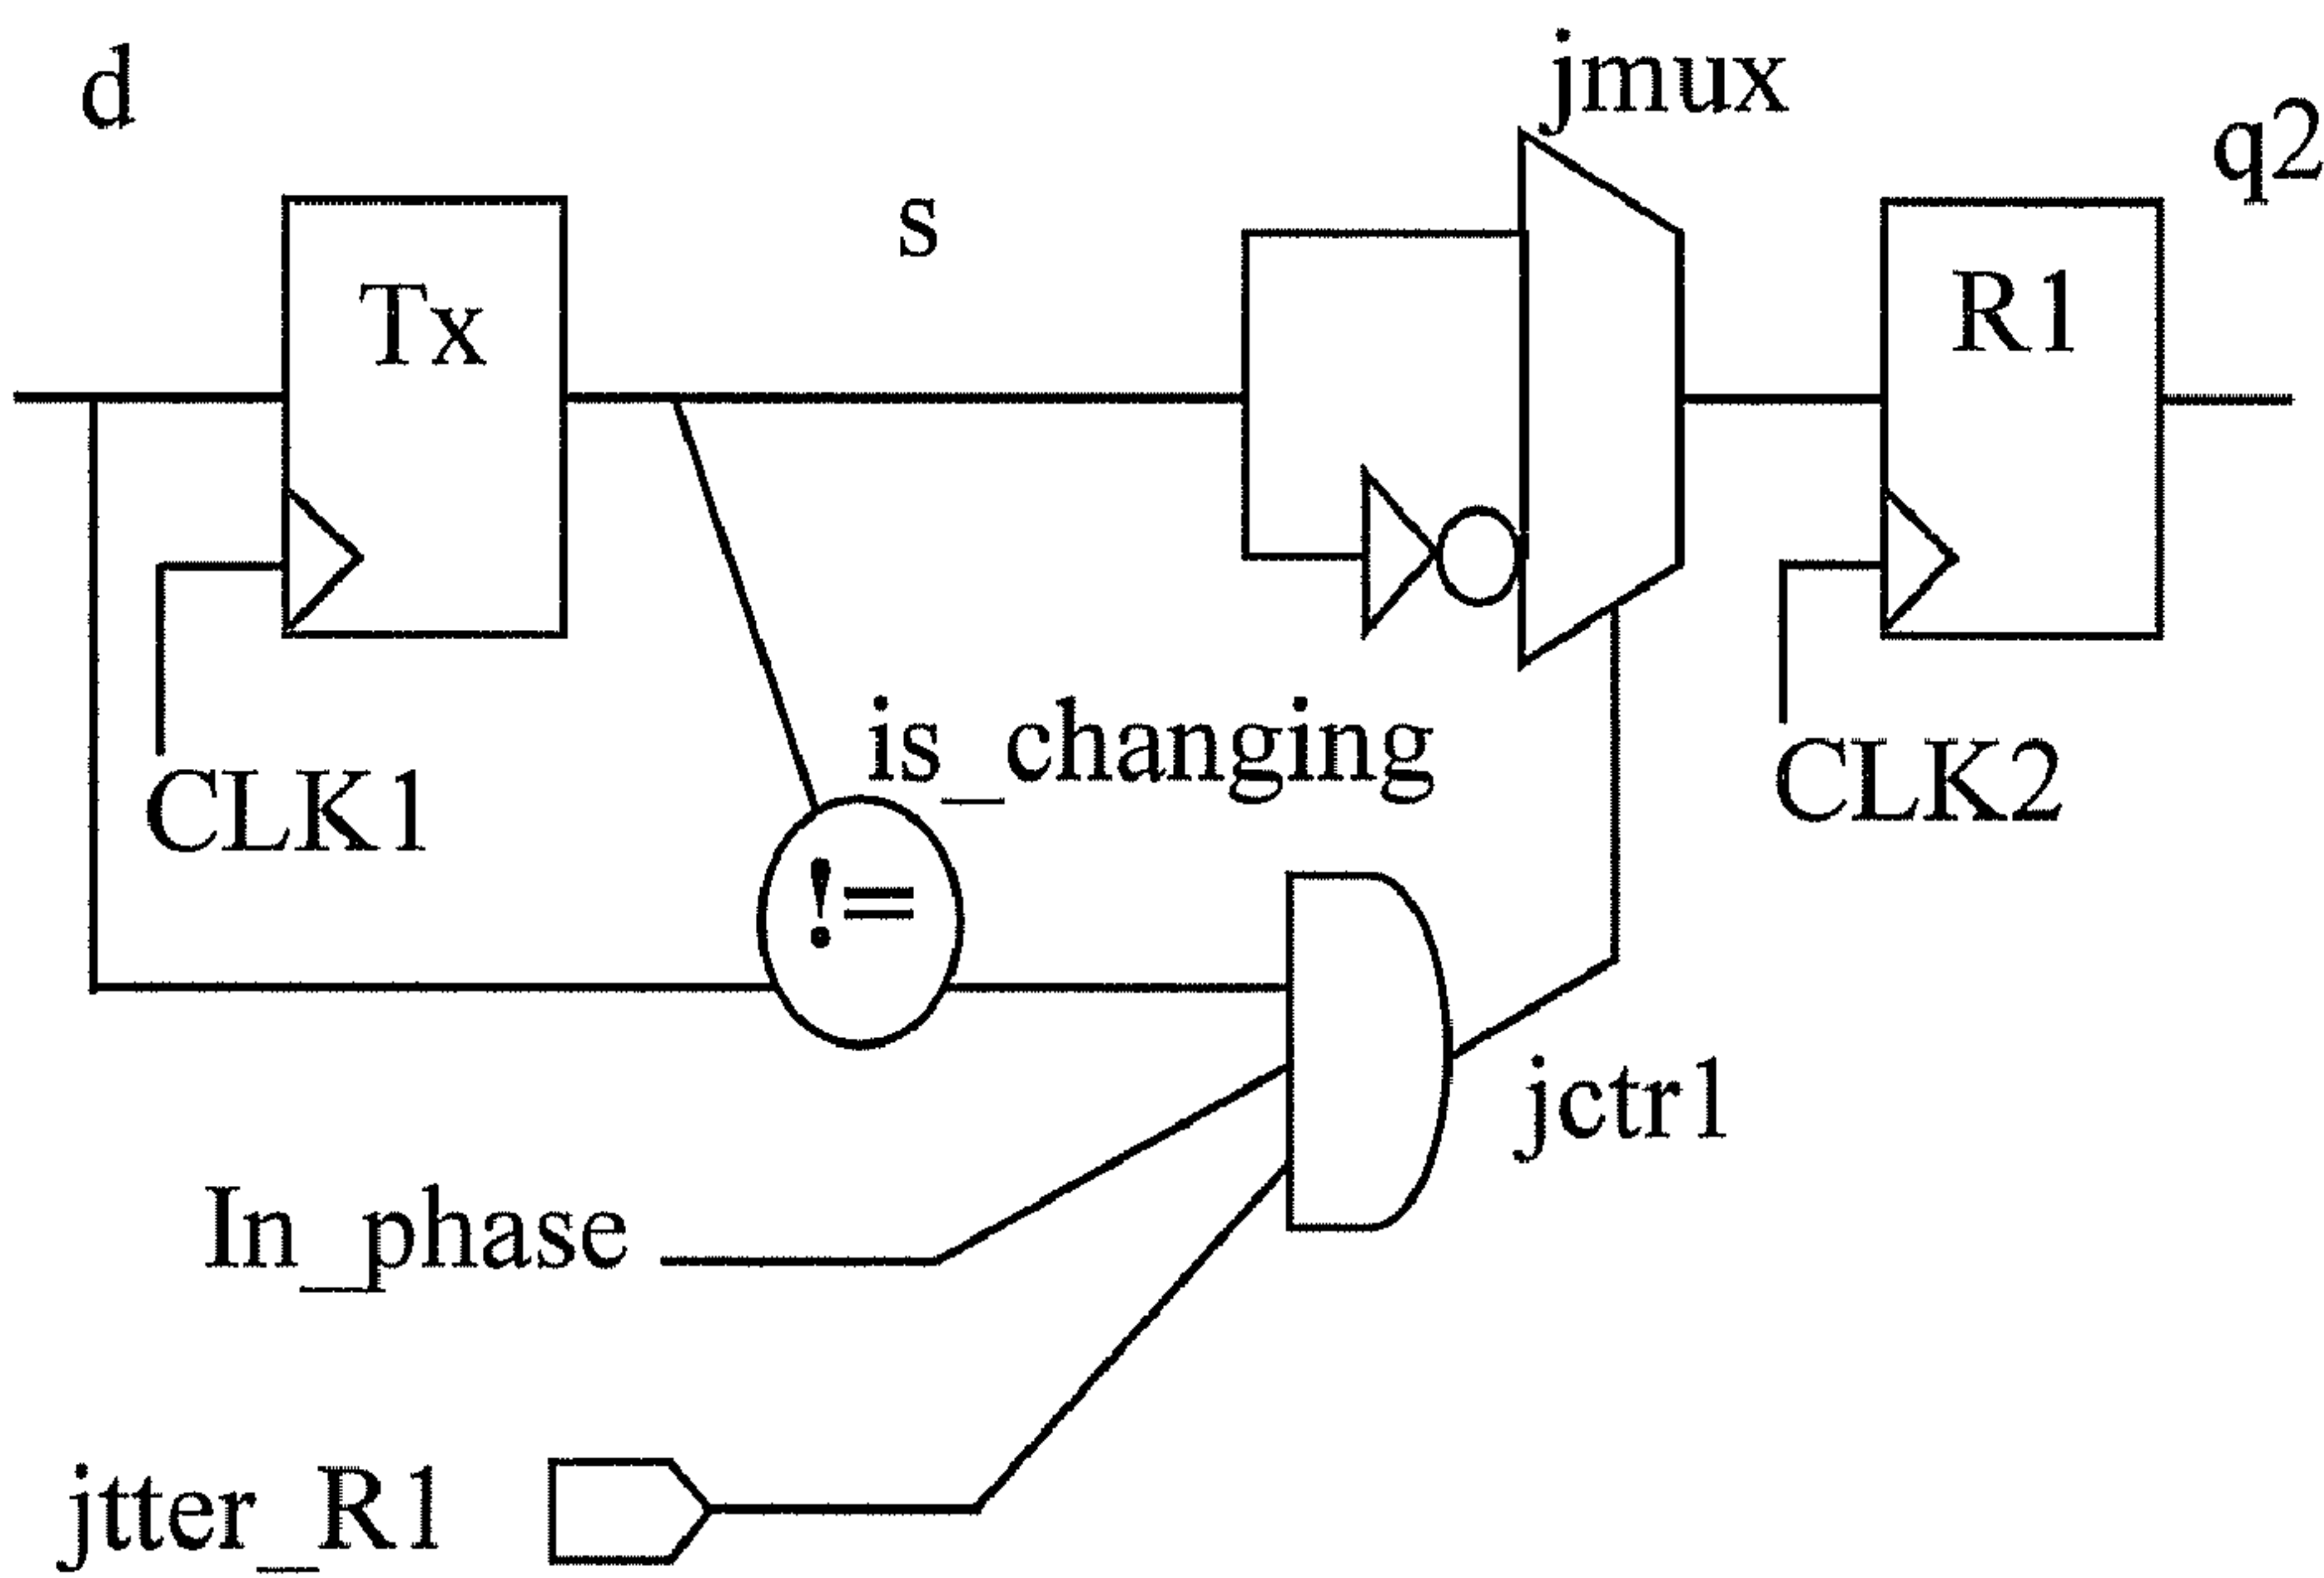 d
jmux
q2
s
Tx
R1
is_changing
CLK1
CLK2
!=
jctr1
In_phase
jtter_R1